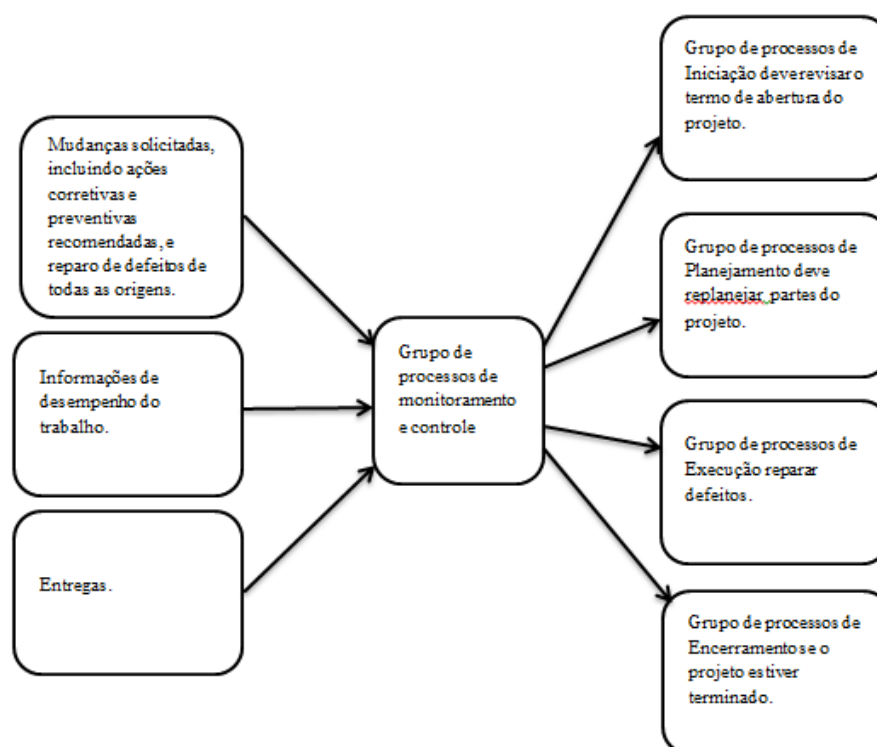 Mudanças solicitadas,
incluindo ações
corretivas e
preventivas
recomendadas, e
reparo de defeitos de
todas as origens.
Informações de
desempenho do
trabalho.
Entregas.
Grupo de
processos de
monitoramento
e controle
Grupo de processos de
Iniciação deve revisar o
termo de abertura do
projeto.
Grupo de processos de
Planejamento deve
replanejar partes do
projeto.
Grupo de processos de
Execução reparar
defeitos.
Grupo de processos de
Encerramento se o
projeto estiver
terminado.